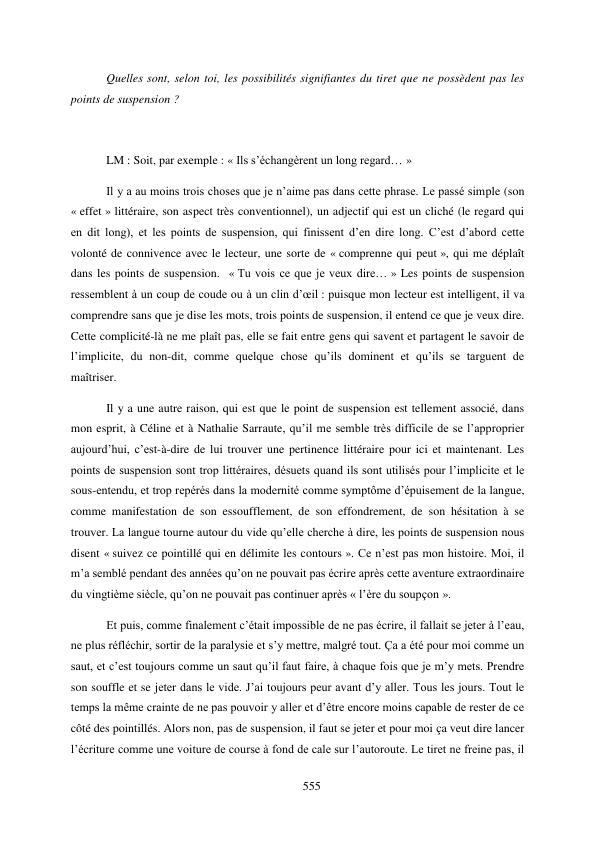 Quelles sont, selon toi, les possibilités signifiantes du tiret que ne possèdent pas les
points de suspension ?
LM : Soit, par exemple : « Ils s’échangèrent un long regard… »
Il y a au moins trois choses que je n’aime pas dans cette phrase. Le passé simple (son
« effet » littéraire, son aspect très conventionnel), un adjectif qui est un cliché (le regard qui
en dit long), et les points de suspension, qui finissent d’en dire long. C’est d’abord cette
volonté de connivence avec le lecteur, une sorte de « comprenne qui peut », qui me déplaît
dans les points de suspension.  « Tu vois ce que je veux dire… » Les points de suspension
ressemblent à un coup de coude ou à un clin d’œil : puisque mon lecteur est intelligent, il va
comprendre sans que je dise les mots, trois points de suspension, il entend ce que je veux dire.
Cette complicité-là ne me plaît pas, elle se fait entre gens qui savent et partagent le savoir de
l’implicite, du non-dit, comme quelque chose qu’ils dominent et qu’ils se targuent de
maîtriser.
Il y a une autre raison, qui est que le point de suspension est tellement associé, dans
mon esprit, à Céline et à Nathalie Sarraute, qu’il me semble très difficile de se l’approprier
aujourd’hui, c’est-à-dire de lui trouver une pertinence littéraire pour ici et maintenant. Les
points de suspension sont trop littéraires, désuets quand ils sont utilisés pour l’implicite et le
sous-entendu, et trop repérés dans la modernité comme symptôme d’épuisement de la langue,
comme manifestation de son essoufflement, de son effondrement, de son hésitation à se
trouver. La langue tourne autour du vide qu’elle cherche à dire, les points de suspension nous
disent « suivez ce pointillé qui en délimite les contours ». Ce n’est pas mon histoire. Moi, il
m’a semblé pendant des années qu’on ne pouvait pas écrire après cette aventure extraordinaire
du vingtième siècle, qu’on ne pouvait pas continuer après « l’ère du soupçon ».
Et puis, comme finalement c’était impossible de ne pas écrire, il fallait se jeter à l’eau,
ne plus réfléchir, sortir de la paralysie et s’y mettre, malgré tout. Ça a été pour moi comme un
saut, et c’est toujours comme un saut qu’il faut faire, à chaque fois que je m’y mets. Prendre
son souffle et se jeter dans le vide. J’ai toujours peur avant d’y aller. Tous les jours. Tout le
temps la même crainte de ne pas pouvoir y aller et d’être encore moins capable de rester de ce
côté des pointillés. Alors non, pas de suspension, il faut se jeter et pour moi ça veut dire lancer
l’écriture comme une voiture de course à fond de cale sur l’autoroute. Le tiret ne freine pas, il
555